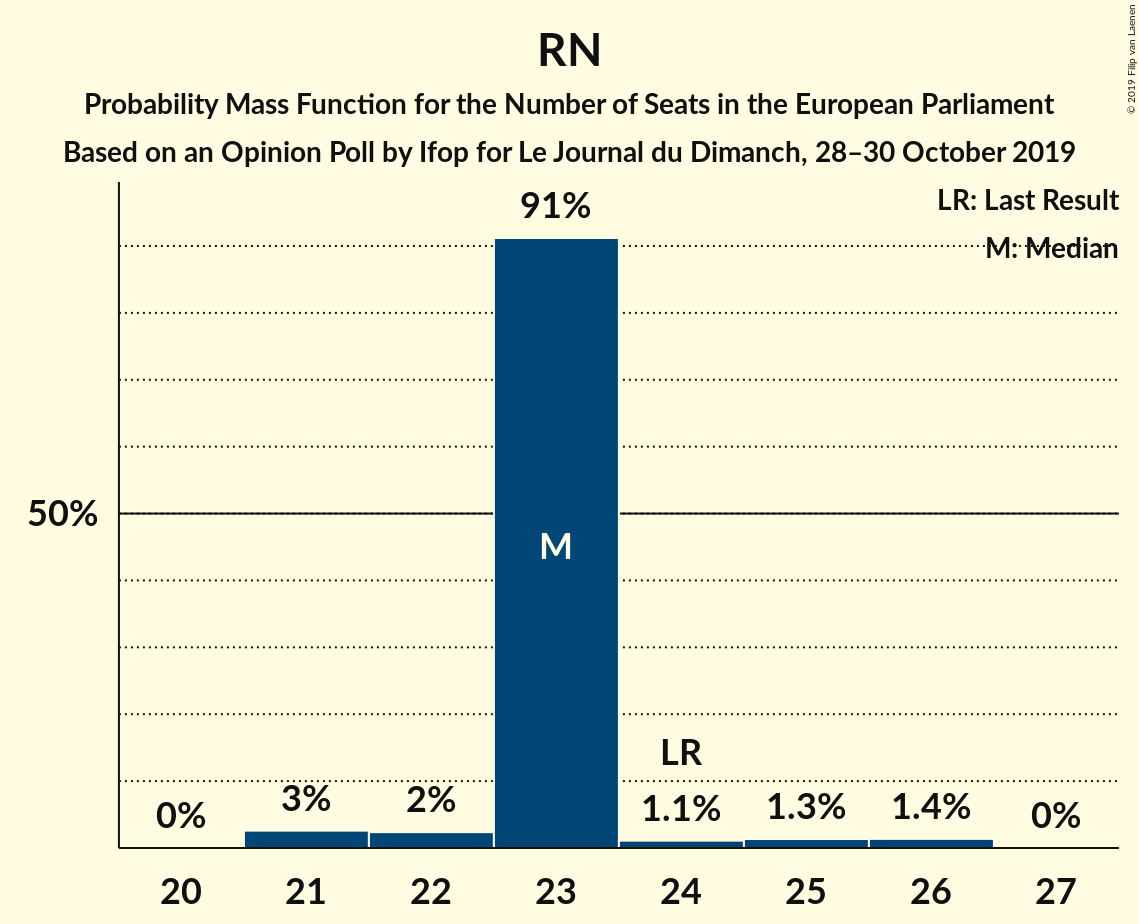 RN
Probability Mass Function for the Number of Seats in the European Parliament
Based on an Opinion Poll by Ifop for Le Journal du Dimanch, 28–30 October 2019
© 2019 Filip van Laenen
LR: Last Result
M: Median
91%
50%
M
LR
0%
3%
2%
1.1%
1.3%
1.4%
0%
20 21 22 23 24 25 26 27